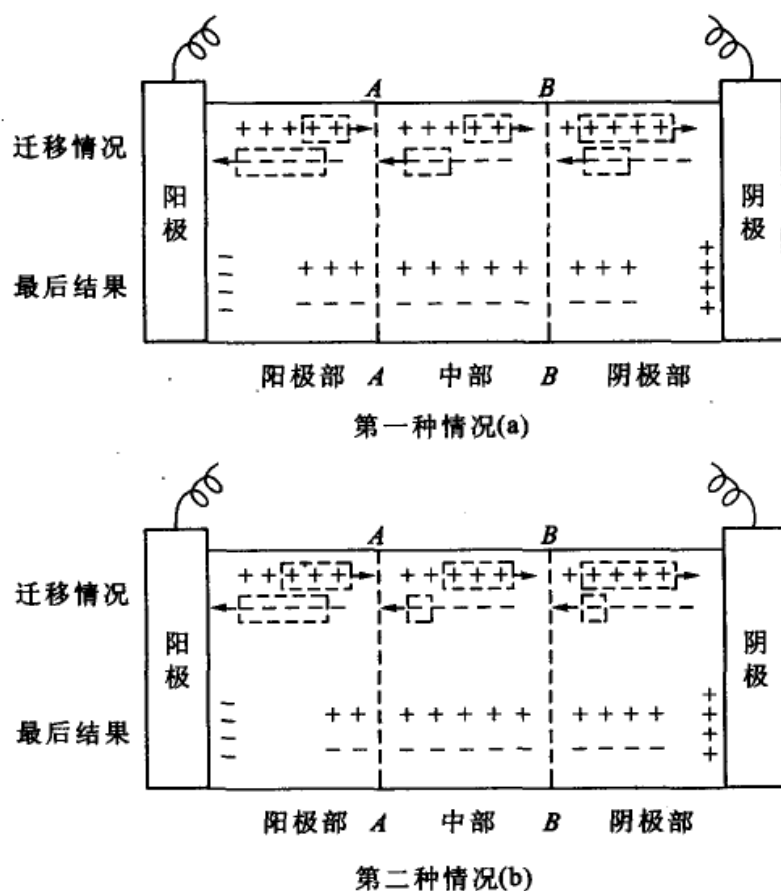 A B
迁移情况
+ + + + + + + + + + + + + + +
− − − − − − − − − − − − − − −
阳极 阴极
最后结果
− − − − + + + + + + + + + + + + + + +
− − − − − − − − − − −
阳极部 A 中部 B 阴极部
第一种情况(a)
A B
迁移情况
+ + + + + + + + + + + + + + +
− − − − − − − − − − − − − − −
阳极 阴极
最后结果
− − − − + + + + + + + + + + + + + + +
− − − − − − − − − − −
阳极部 A 中部 B 阴极部
第二种情况(b)